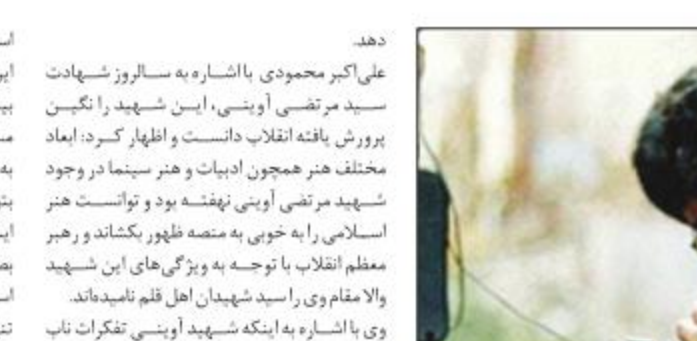 دهد.
علی‌اکبر محمودی با اشاره به سالروز شهادت
سید مرتضی آوینی، این شهید را نگین
پرورش یافته انقلاب دانست و اظهار کرد: ابعاد
مختلف هنر همچون ادبیات و هنر سینما در وجود
شهید مرتضی آوینی نهفته بود و توانست هنر
اسلامی را به خوبی به منصه ظهور بکشاند و رهبر
معظم انقلاب با توجه به ویژگی‌های این شهید
والا مقام وی را سید شهیدان اهل قلم نامیده‌اند.
وی با اشاره به اینکه شهید آوینی تفکرات ناب